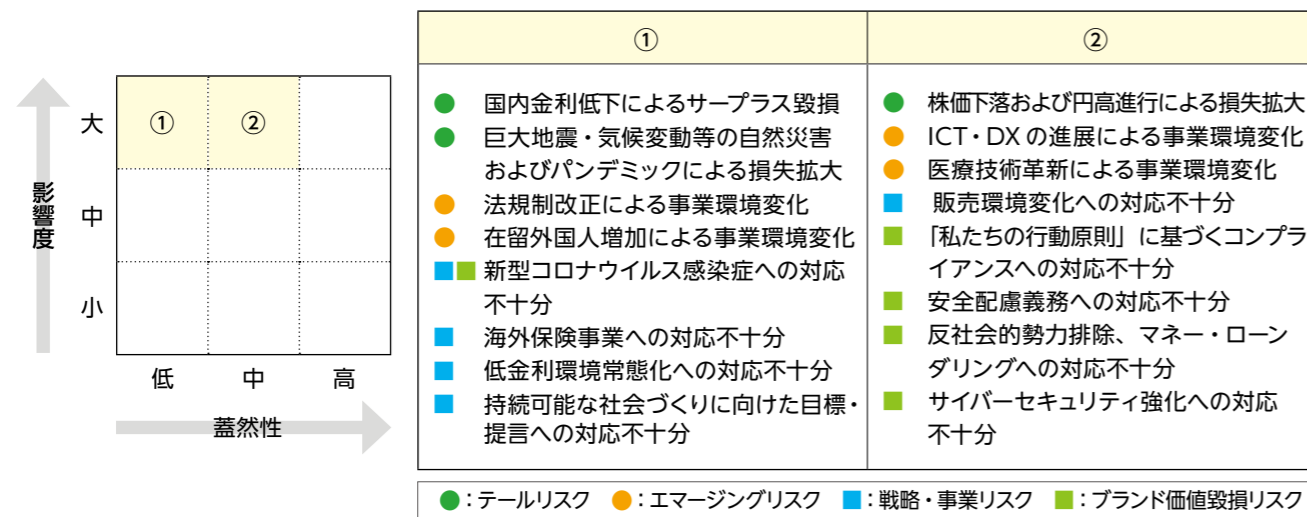 影響度
大
中
小
①
②
低
中
高
蓋然性
①
国内金利低下によるサープラス毀損
巨大地震・気候変動等の自然災害
およびパンデミックによる損失拡大
法規制改正による事業環境変化
在留外国人増加による事業環境変化
新型コロナウイルス感染症への対応
不十分
海外保険事業への対応不十分
低金利環境常態化への対応不十分
持続可能な社会づくりに向けた目標・
提言への対応不十分
②
株価下落および円高進行による損失拡大
ICT・DXの進展による事業環境変化
医療技術革新による事業環境変化
販売環境変化への対応不十分
「私たちの行動原則」に基づくコンプラ
イアンスへの対応不十分
安全配慮義務への対応不十分
反社会的勢力排除、マネー・ローン
ダリングへの対応不十分
サイバーセキュリティ強化への対応
不十分
●：テールリスク ●：エマージングリスク ■：戦略・事業リスク ■：ブランド価値毀損リスク